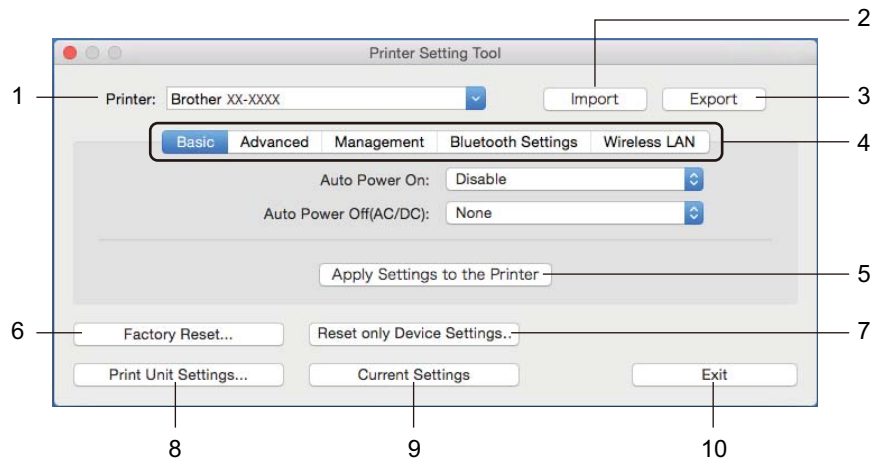 2
Printer Setting Tool
1 Printer: Brother XX-XXXX Import Export 3
Basic Advanced Management Bluetooth Settings Wireless LAN 4
Auto Power On: Disable
Auto Power Off(AC/DC): None
Apply Settings to the Printer 5
6 Factory Reset... Reset only Device Settings.. 7
Print Unit Settings... Current Settings Exit
8 9 10